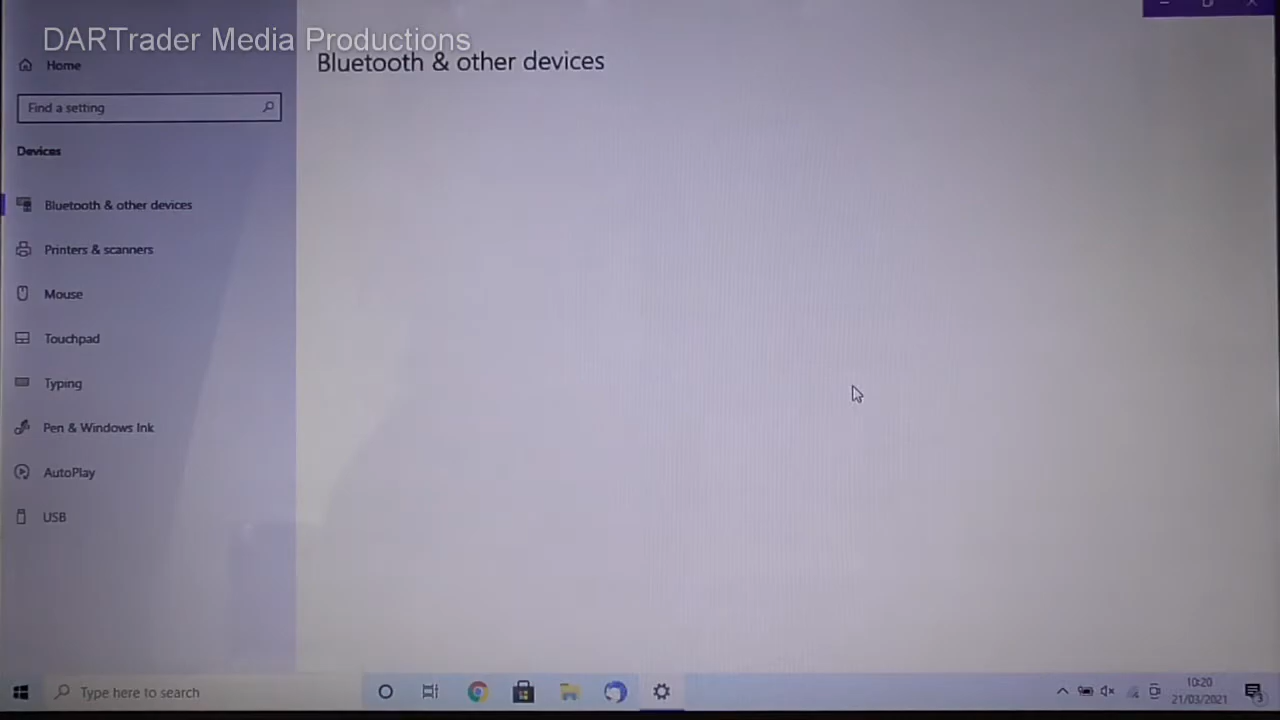 DARTrader Media Productions
Home
Bluetooth & other devices
Find a setting
Devices
Bluetooth & other devices
Printers & scanners
Mouse
Touchpad
Typing
Pen & Windows Ink
AutoPlay
USB
Type here to search
10:20
21/03/2021
3